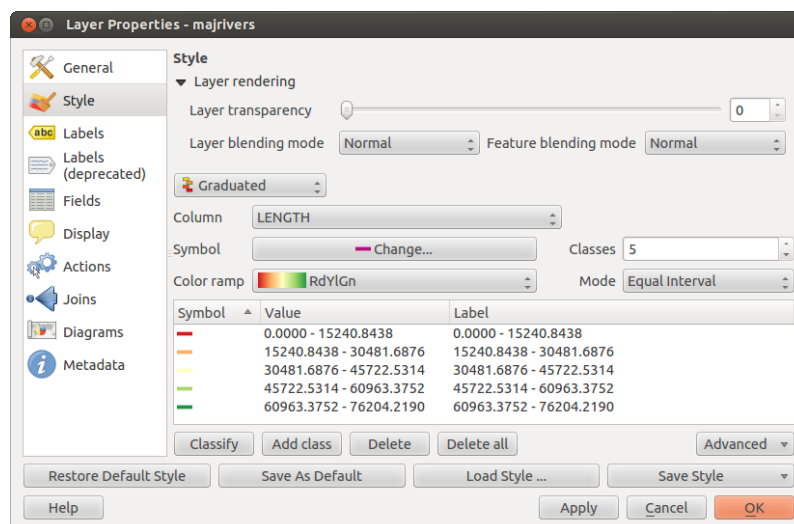 Layer Properties - majrivers
General
Style
abc Labels
Labels
(deprecated)
Fields
Display
Actions
Joins
Diagrams
i Metadata
Style
Layer rendering
Layer transparency 0
Layer blending mode Normal Feature blending mode Normal
Graduated
Column LENGTH
Symbol Change... Classes 5
Color ramp RdYlGn Mode Equal Interval
Symbol Value Label
0.0000 - 15240.8438 0.0000 - 15240.8438
15240.8438 - 30481.6876 15240.8438 - 30481.6876
30481.6876 - 45722.5314 30481.6876 - 45722.5314
45722.5314 - 60963.3752 45722.5314 - 60963.3752
60963.3752 - 76204.2190 60963.3752 - 76204.2190
Classify Add class Delete Delete all Advanced
Restore Default Style Save As Default Load Style ... Save Style
Help Apply Cancel OK